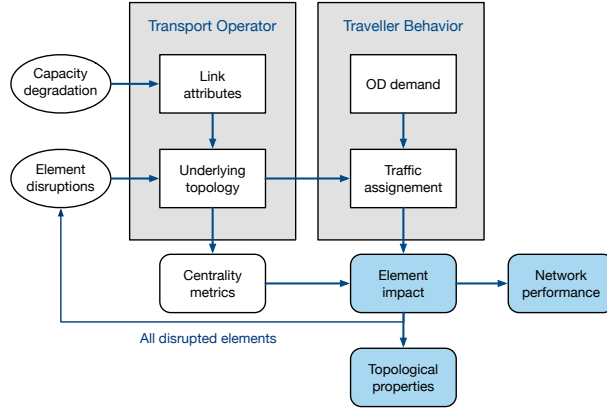 Transport Operator
Traveller Behavior
Capacity
degradation
Link
attributes
OD demand
Element
disruptions
Underlying
topology
Traffic
assignement
Centrality
metrics
Element
impact
Network
performance
All disrupted elements
Topological
properties